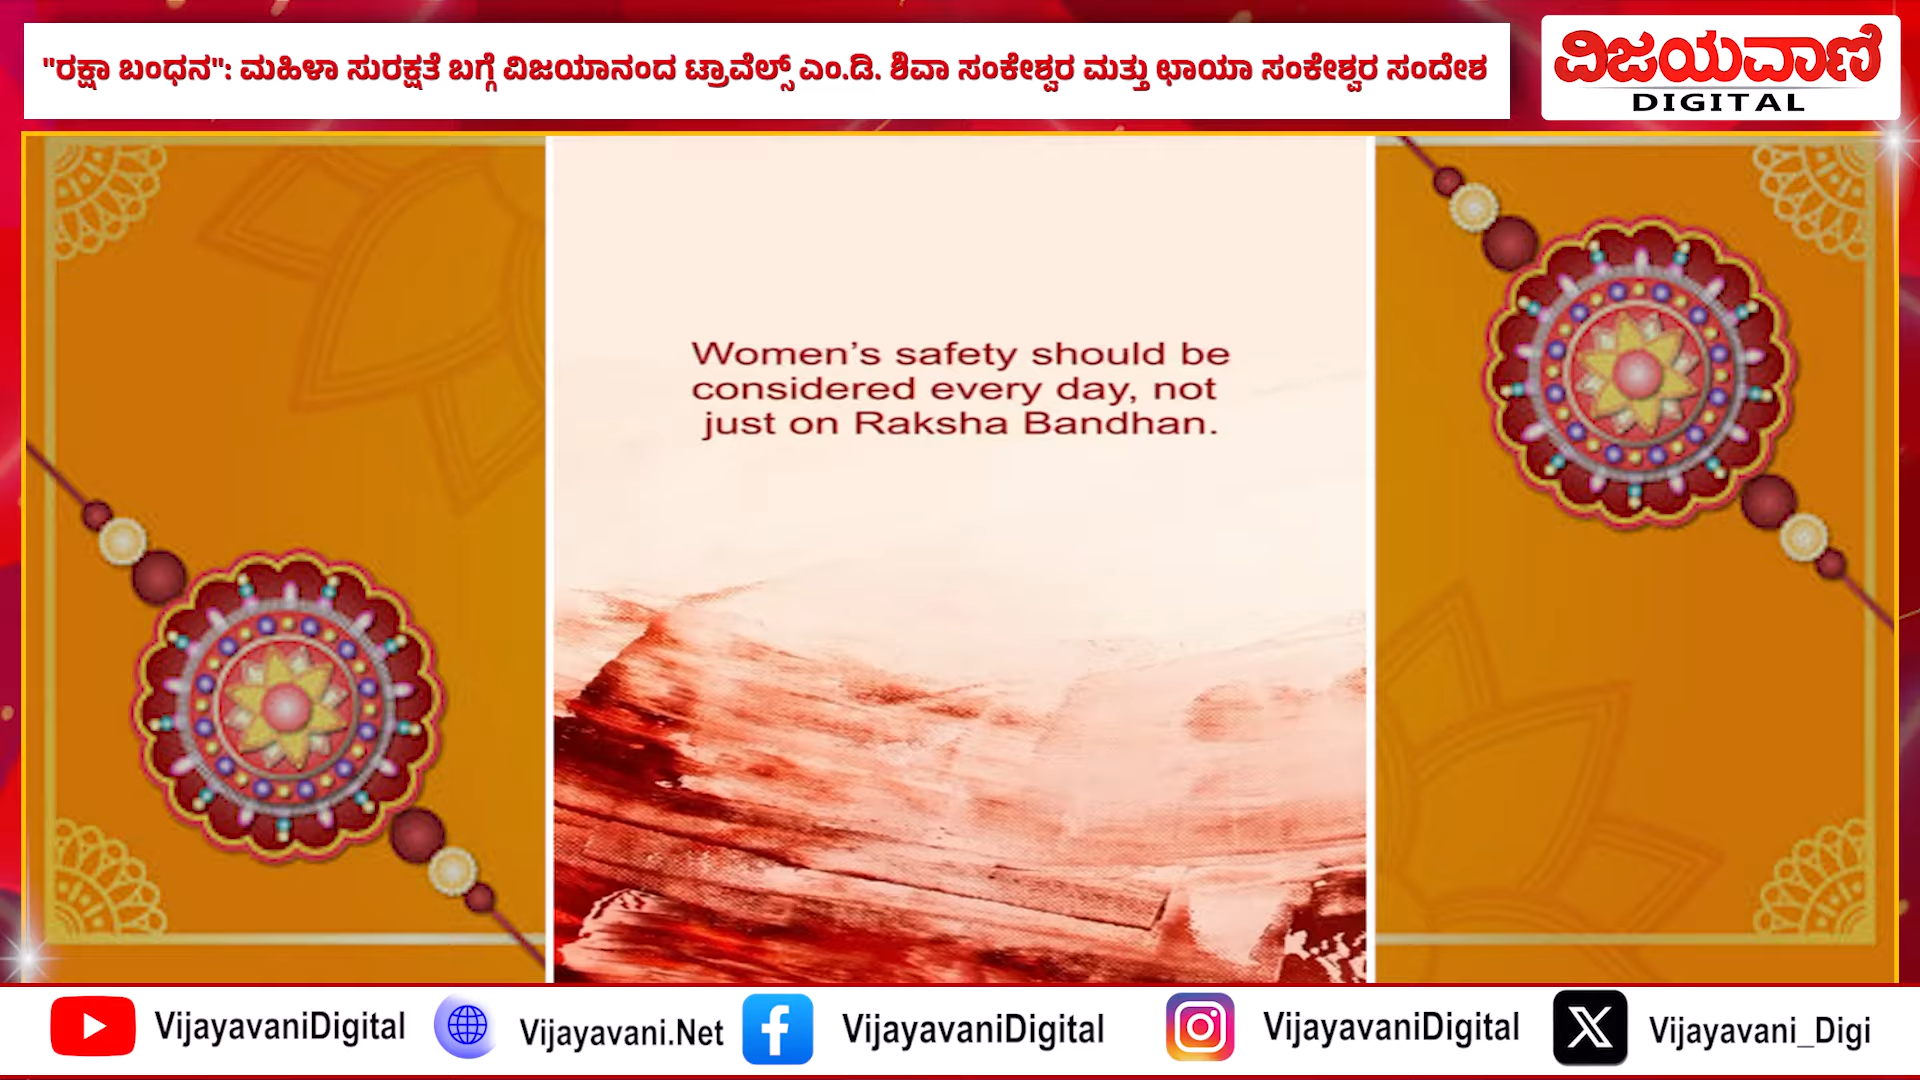 "ರಕ್ಷಾ ಬಂಧನ": ಮಹಿಳಾ ಸುರಕ್ಷತೆ ಬಗ್ಗೆ ವಿಜಯಾನಂದ ಟ್ರಾವೆಲ್ಸ್ ಎಂ.ಡಿ. ಶಿವಾ ಸಂಕೇಶ್ವರ ಮತ್ತು ಛಾಯಾ ಸಂಕೇಶ್ವರ ಸಂದೇಶ
ವಿಜಯವಾಣಿ
DIGITAL
Women’s safety should be
considered every day, not
just on Raksha Bandhan.
VijayavaniDigital
Vijayavani.Net
VijayavaniDigital
VijayavaniDigital
Vijayavani_Digi